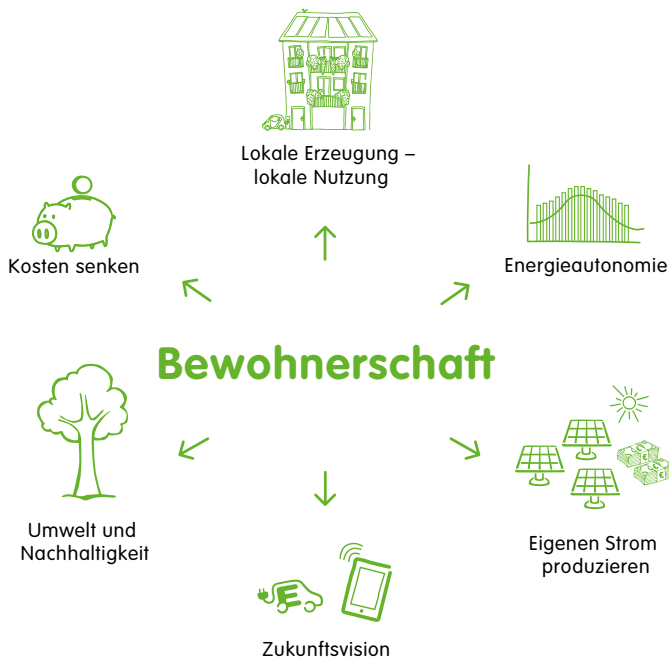 Lokale Erzeugung –
lokale Nutzung
Kosten senken
Energieautonomie
Bewohnerschaft
Umwelt und
Nachhaltigkeit
Eigenen Strom
produzieren
E
Zukunftsvision